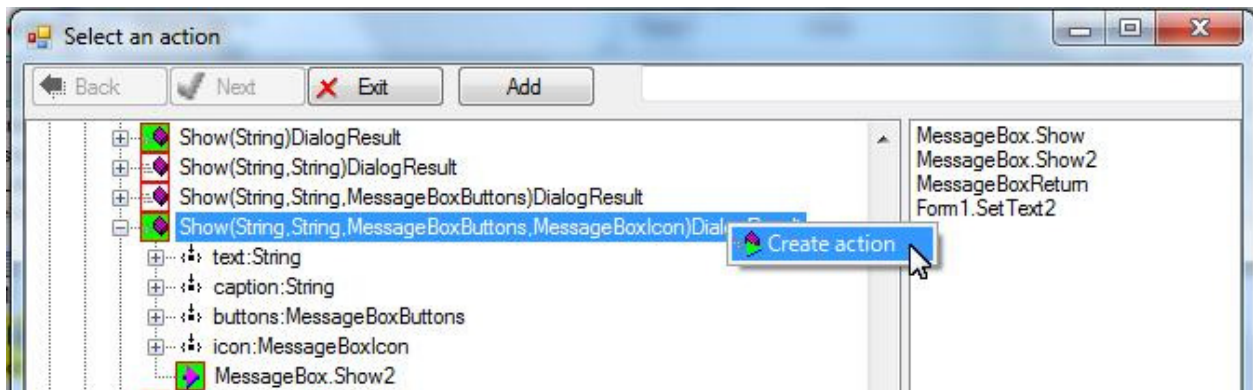 Select an action
Back Next Exit Add
Show(String)DialogResult
Show(String,String)DialogResult
Show(String,String,MessageBoxButtons)DialogResult
Show(String,String,MessageBoxButtons,MessageBoxIcon)DialogResult
Create action
text:String
caption:String
buttons:MessageBoxButtons
icon:MessageBoxIcon
MessageBox.Show2
MessageBox.Show
MessageBox.Show2
MessageBoxReturn
Form1.SetText2